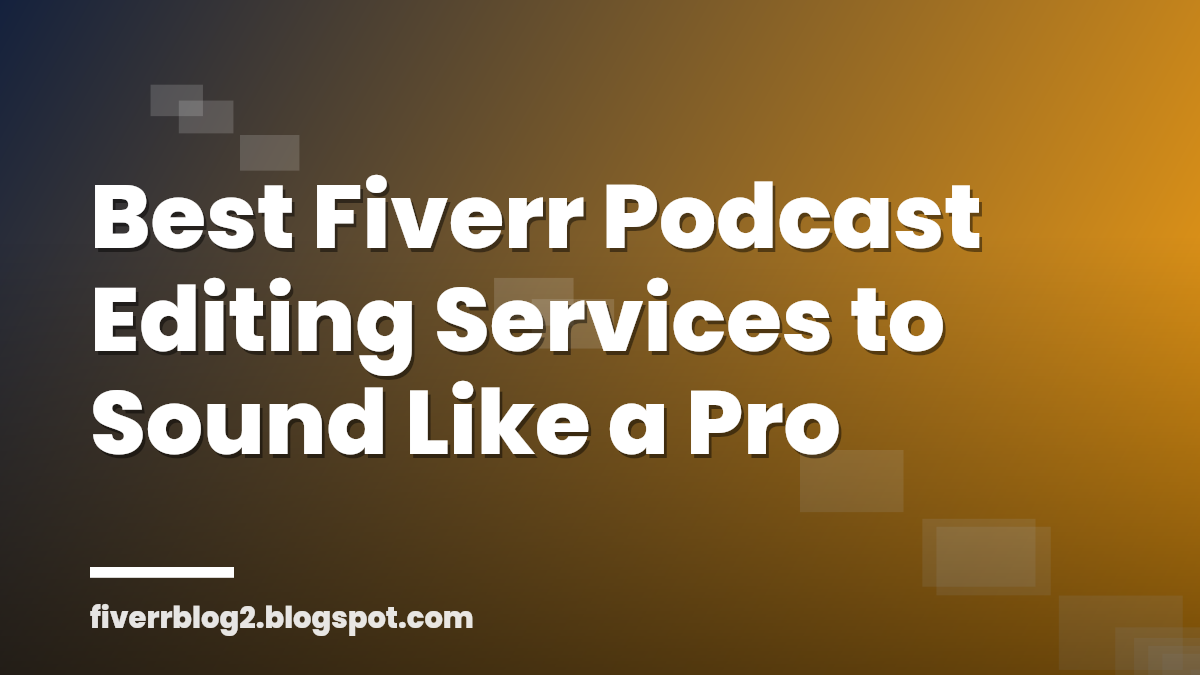 Best Fiverr Podcast
Editing Services to
Sound Like a Pro
fiverrblog2.blogspot.com